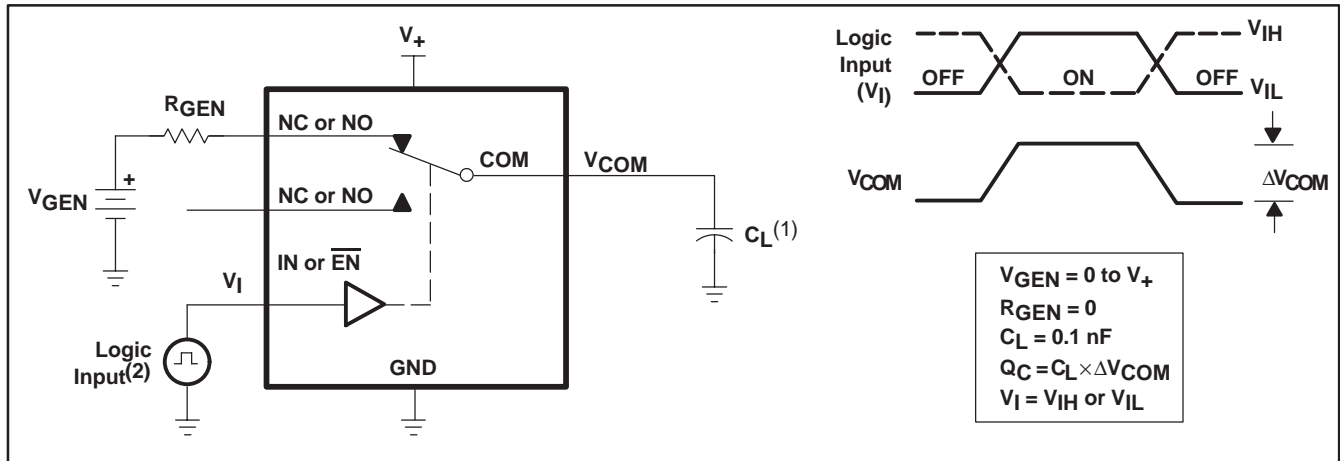 V+
RGEN
NC or NO
COM
VCOM
VGEN
+
NC or NO
CL(1)
IN or E̅N̅
VI
Logic
Input(2)
GND
Logic
Input
(VI)
OFF
ON
OFF
VIH
VIL
VCOM
ΔVCOM
VGEN = 0 to V+
RGEN = 0
CL = 0.1 nF
QC = CL × ΔVCOM
VI = VIH or VIL